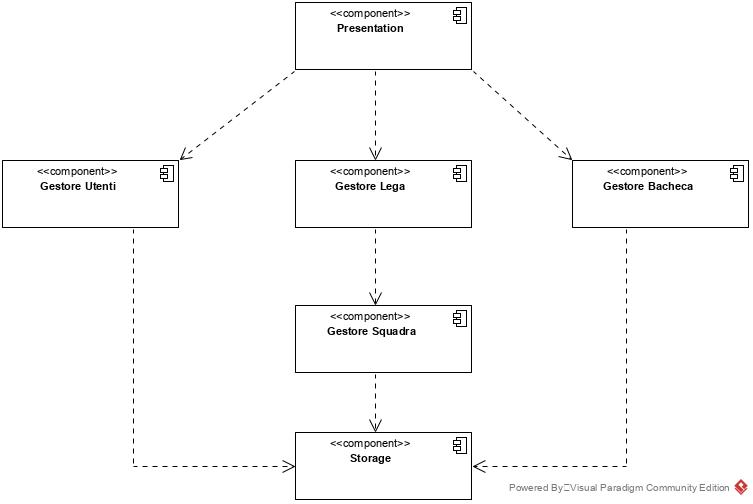 <<component>>
Presentation
<<component>>
Gestore Utenti
<<component>>
Gestore Lega
<<component>>
Gestore Bacheca
<<component>>
Gestore Squadra
<<component>>
Storage
Powered By Visual Paradigm Community Edition